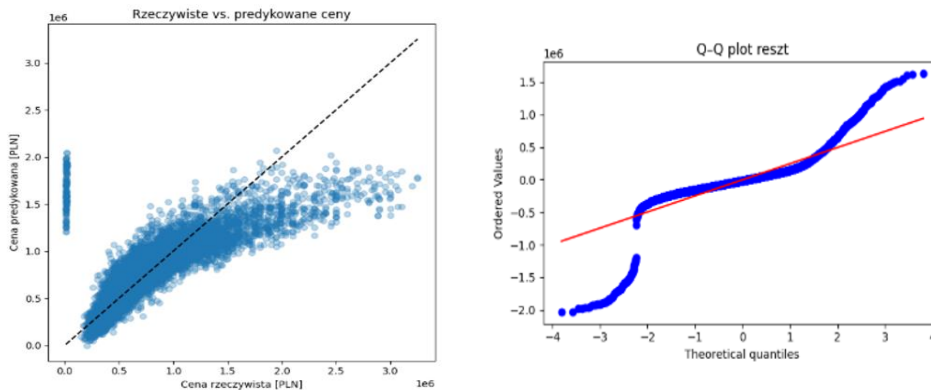 Rzeczywiste vs. predykowane ceny
1e6
3.0
2.5
2.0
1.5
1.0
0.5
0.0
Cena predykowana [PLN]
0.0 0.5 1.0 1.5 2.0 2.5 3.0
1e6
Cena rzeczywista [PLN]
Q-Q plot reszt
1e6
1.5
1.0
0.5
0.0
−0.5
−1.0
−1.5
−2.0
Ordered Values
−4 −3 −2 −1 0 1 2 3 4
Theoretical quantiles